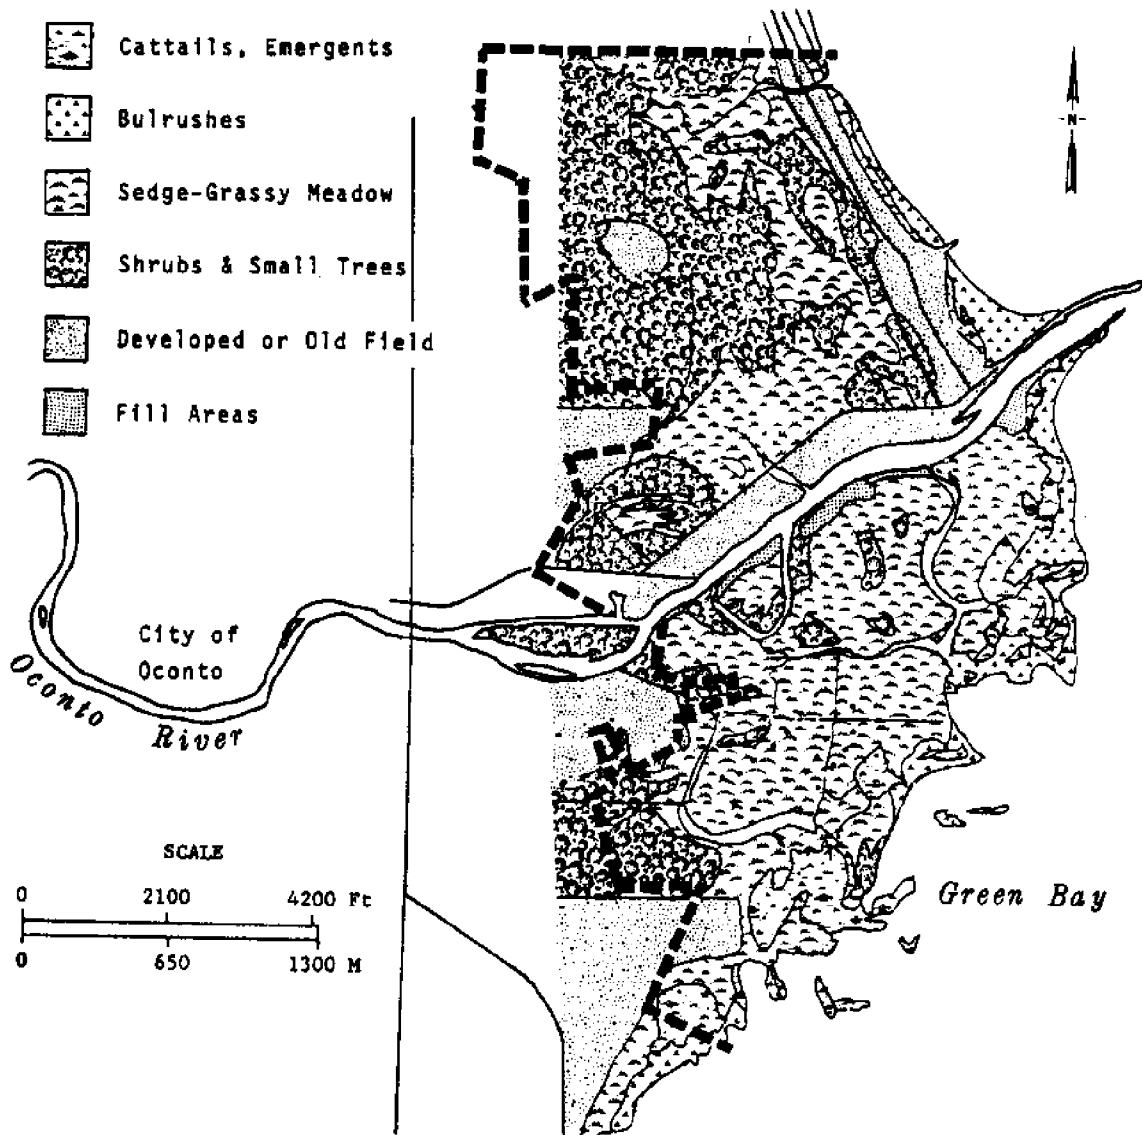 Cattails, Emergents
Bulrushes
Sedge-Grassy Meadow
Shrubs & Small Trees
Developed or Old Field
Fill Areas
N
City of
Oconto
Oconto
River
SCALE
0 2100 4200 Ft
0 650 1300 M
Green Bay